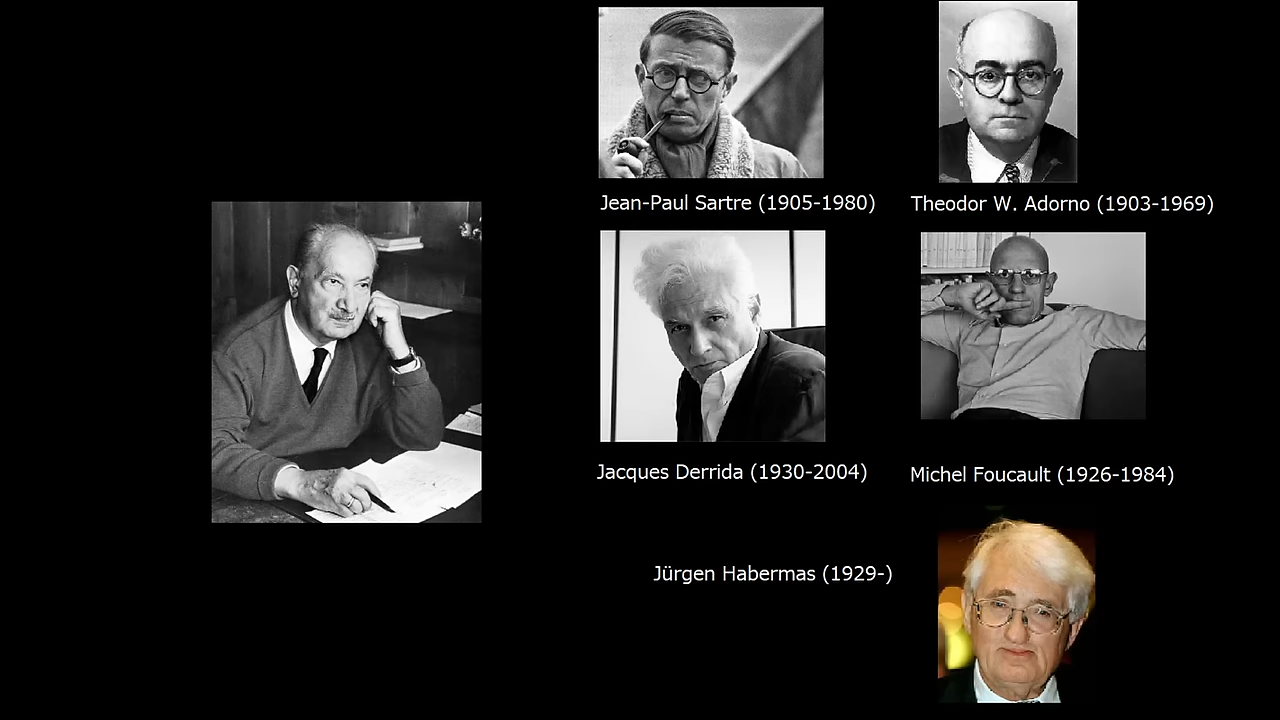 Jean-Paul Sartre (1905-1980)
Theodor W. Adorno (1903-1969)
Jacques Derrida (1930-2004)
Michel Foucault (1926-1984)
Jürgen Habermas (1929-)